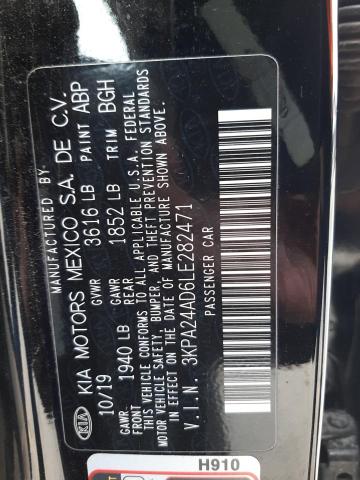 MANUFACTURED BY
KIA KIA MOTORS MEXICO S.A. DE C.V.
10/19 GVWR 3616 LB PAINT ABP
GAWR FRONT 1940 LB GAWR REAR 1852 LB TRIM BGH
THIS VEHICLE CONFORMS TO ALL APPLICABLE U.S.A. FEDERAL
MOTOR VEHICLE SAFETY, BUMPER, AND THEFT PREVENTION STANDARDS
IN EFFECT ON THE DATE OF MANUFACTURE SHOWN ABOVE.
V.I.N. 3KPA24AD6LE282471
PASSENGER CAR
H910